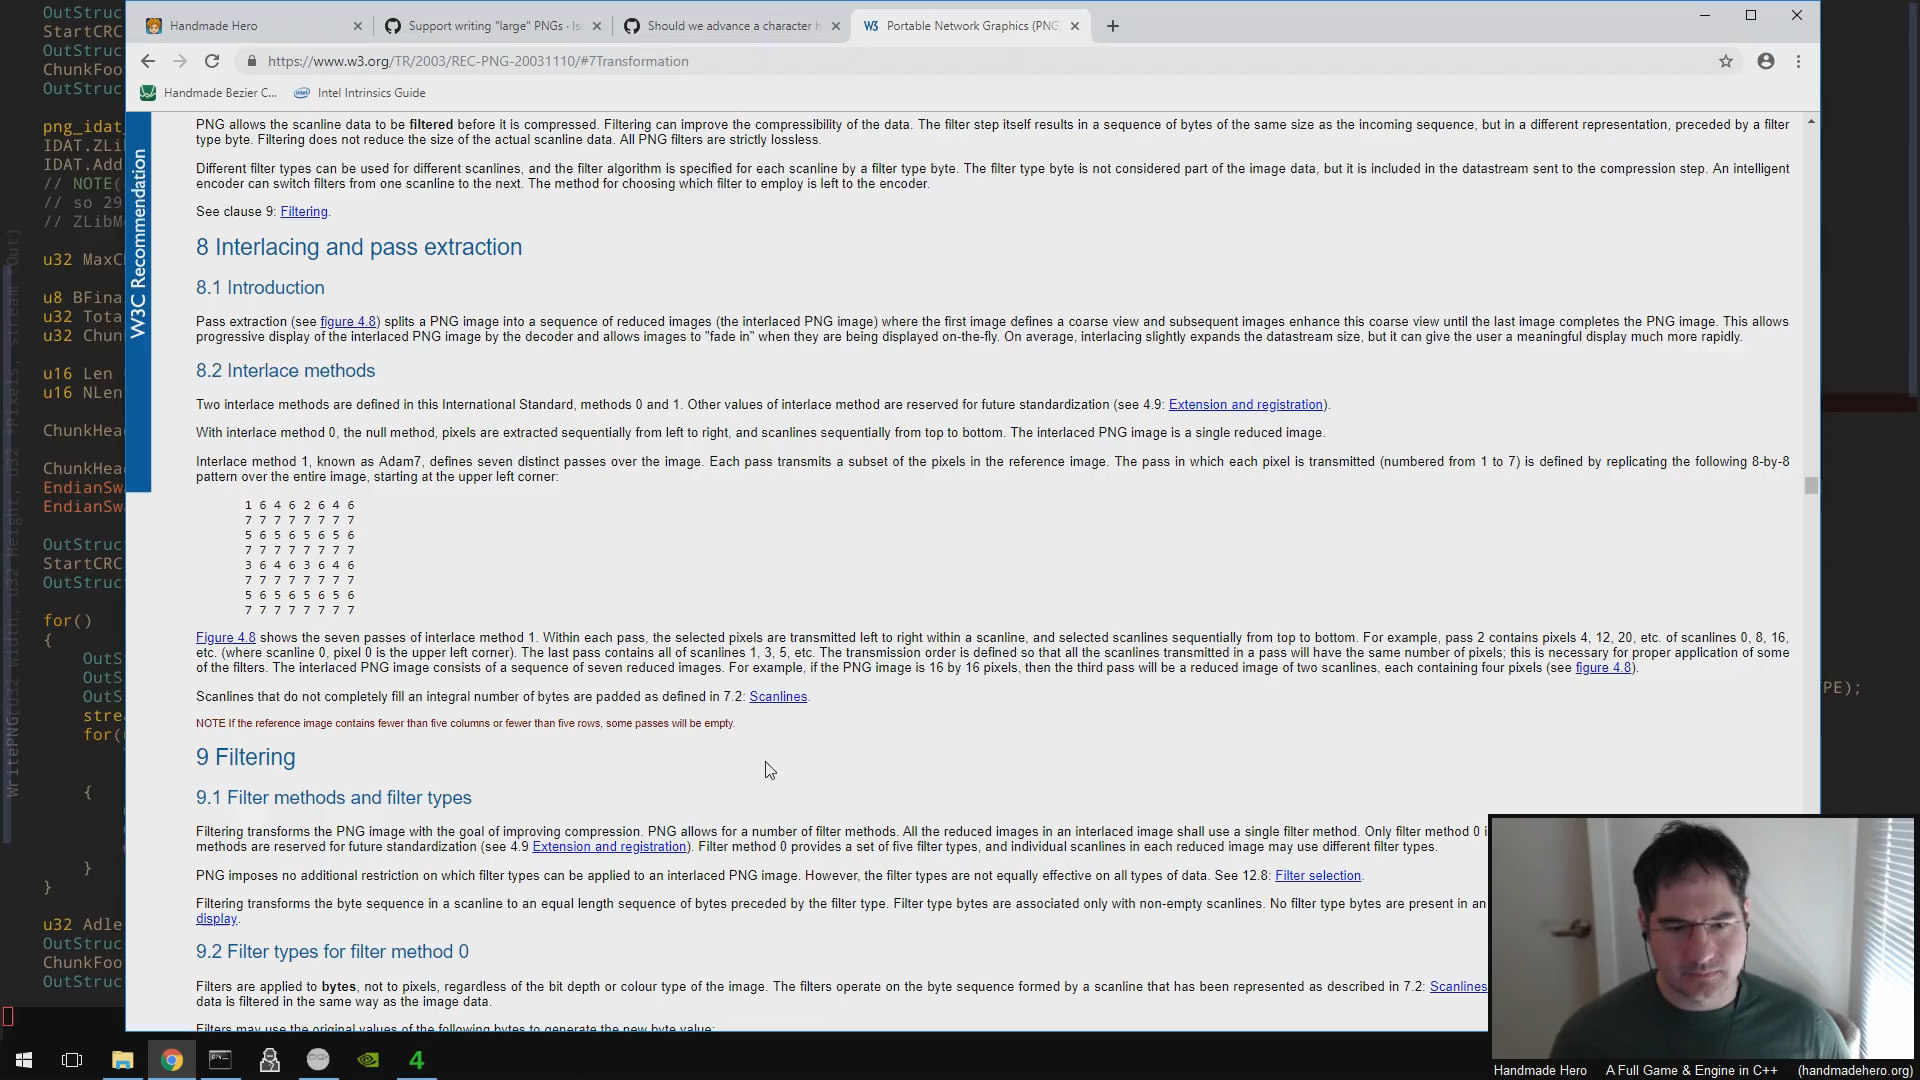 Handmade Hero
Support writing "large" PNGs · Iss
Should we advance a character h
Portable Network Graphics (PNG
https://www.w3.org/TR/2003/REC-PNG-20031110/#7Transformation
Handmade Bezier C...
Intel Intrinsics Guide
W3C Recommendation
PNG allows the scanline data to be filtered before it is compressed. Filtering can improve the compressibility of the data. The filter step itself results in a sequence of bytes of the same size as the incoming sequence, but in a different representation, preceded by a filter
type byte. Filtering does not reduce the size of the actual scanline data. All PNG filters are strictly lossless.
Different filter types can be used for different scanlines, and the filter algorithm is specified for each scanline by a filter type byte. The filter type byte is not considered part of the image data, but it is included in the datastream sent to the compression step. An intelligent
encoder can switch filters from one scanline to the next. The method for choosing which filter to employ is left to the encoder.
See clause 9: Filtering.
8 Interlacing and pass extraction
8.1 Introduction
Pass extraction (see figure 4.8) splits a PNG image into a sequence of reduced images (the interlaced PNG image) where the first image defines a coarse view and subsequent images enhance this coarse view until the last image completes the PNG image. This allows
progressive display of the interlaced PNG image by the decoder and allows images to "fade in" when they are being displayed on-the-fly. On average, interlacing slightly expands the datastream size, but it can give the user a meaningful display much more rapidly.
8.2 Interlace methods
Two interlace methods are defined in this International Standard, methods 0 and 1. Other values of interlace method are reserved for future standardization (see 4.9: Extension and registration).
With interlace method 0, the null method, pixels are extracted sequentially from left to right, and scanlines sequentially from top to bottom. The interlaced PNG image is a single reduced image.
Interlace method 1, known as Adam7, defines seven distinct passes over the image. Each pass transmits a subset of the pixels in the reference image. The pass in which each pixel is transmitted (numbered from 1 to 7) is defined by replicating the following 8-by-8
pattern over the entire image, starting at the upper left corner:
1 6 4 6 2 6 4 6
7 7 7 7 7 7 7 7
5 6 5 6 5 6 5 6
7 7 7 7 7 7 7 7
3 6 4 6 3 6 4 6
7 7 7 7 7 7 7 7
5 6 5 6 5 6 5 6
7 7 7 7 7 7 7 7
Figure 4.8 shows the seven passes of interlace method 1. Within each pass, the selected pixels are transmitted left to right within a scanline, and selected scanlines sequentially from top to bottom. For example, pass 2 contains pixels 4, 12, 20, etc. of scanlines 0, 8, 16,
etc. (where scanline 0, pixel 0 is the upper left corner). The last pass contains all of scanlines 1, 3, 5, etc. The transmission order is defined so that all the scanlines transmitted in a pass will have the same number of pixels; this is necessary for proper application of some
of the filters. The interlaced PNG image consists of a sequence of seven reduced images. For example, if the PNG image is 16 by 16 pixels, then the third pass will be a reduced image of two scanlines, each containing four pixels (see figure 4.8).
Scanlines that do not completely fill an integral number of bytes are padded as defined in 7.2: Scanlines.
NOTE If the reference image contains fewer than five columns or fewer than five rows, some passes will be empty.
9 Filtering
9.1 Filter methods and filter types
Filtering transforms the PNG image with the goal of improving compression. PNG allows for a number of filter methods. All the reduced images in an interlaced image shall use a single filter method. Only filter method 0 i
methods are reserved for future standardization (see 4.9 Extension and registration). Filter method 0 provides a set of five filter types, and individual scanlines in each reduced image may use different filter types.
PNG imposes no additional restriction on which filter types can be applied to an interlaced PNG image. However, the filter types are not equally effective on all types of data. See 12.8: Filter selection.
Filtering transforms the byte sequence in a scanline to an equal length sequence of bytes preceded by the filter type. Filter type bytes are associated only with non-empty scanlines. No filter type bytes are present in an
display.
9.2 Filter types for filter method 0
Filters are applied to bytes, not to pixels, regardless of the bit depth or colour type of the image. The filters operate on the byte sequence formed by a scanline that has been represented as described in 7.2: Scanlines
data is filtered in the same way as the image data.
Filters may use the original values of the following bytes to generate the new byte value:
OutStruc
StartCRC
OutStruc
ChunkFoo
OutStruc
png_idat_
IDAT.ZLi
IDAT.Add
// NOTE(
// so 29
// ZLibM
u32 MaxC
u8 BFina
u32 Tota
u32 Chun
u16 Len
u16 NLen
ChunkHea
ChunkHea
EndianSw
EndianSw
OutStruc
StartCRC
OutStruc
for()
{
OutS
OutS
OutS
stre
for(
{
}
}
u32 Adle
OutStruc
ChunkFoo
OutStruc
YPE);
WritePNG(u32 Width, u32 Height, u32 *Pixels, stream *Out)
4
Handmade Hero A Full Game & Engine in C++ (handmadehero.org)